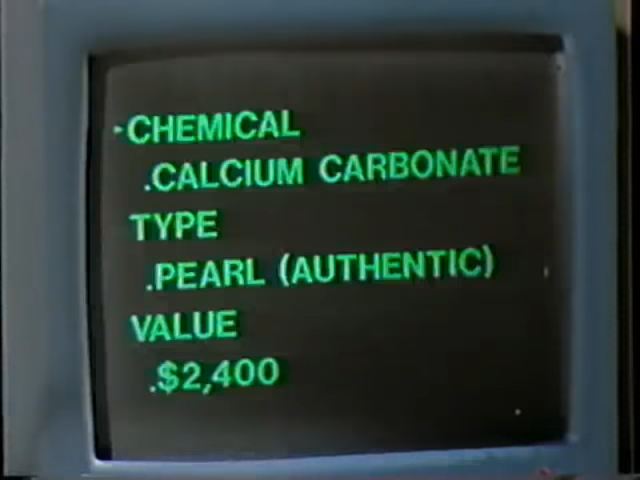 -CHEMICAL
.CALCIUM CARBONATE
TYPE
.PEARL (AUTHENTIC)
VALUE
.$2,400